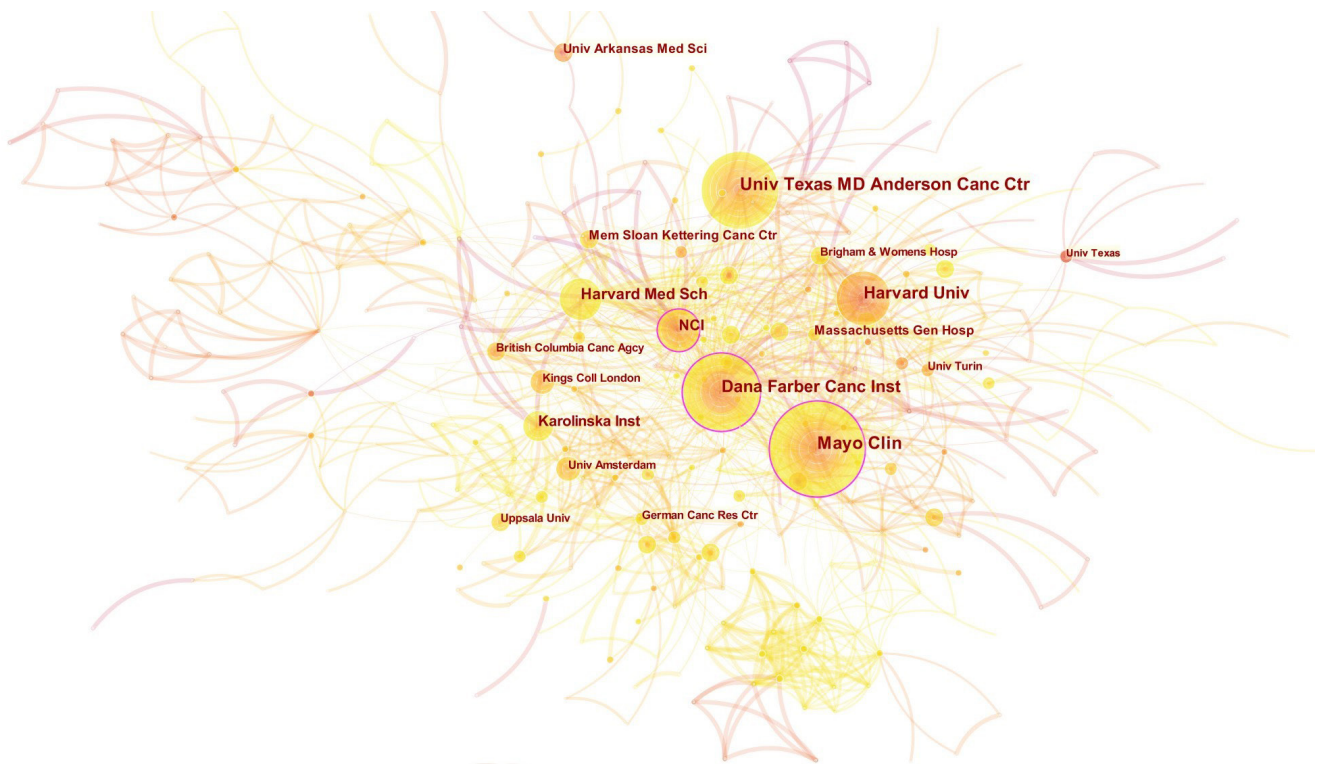 Univ Arkansas Med Sci
Univ Texas MD Anderson Canc Ctr
Mem Sloan Kettering Canc Ctr
Brigham & Womens Hosp
Univ Texas
Harvard Med Sch
Harvard Univ
NCI
Massachusetts Gen Hosp
British Columbia Canc Agcy
Univ Turin
Kings Coll London
Dana Farber Canc Inst
Karolinska Inst
Mayo Clin
Univ Amsterdam
Uppsala Univ
German Canc Res Ctr